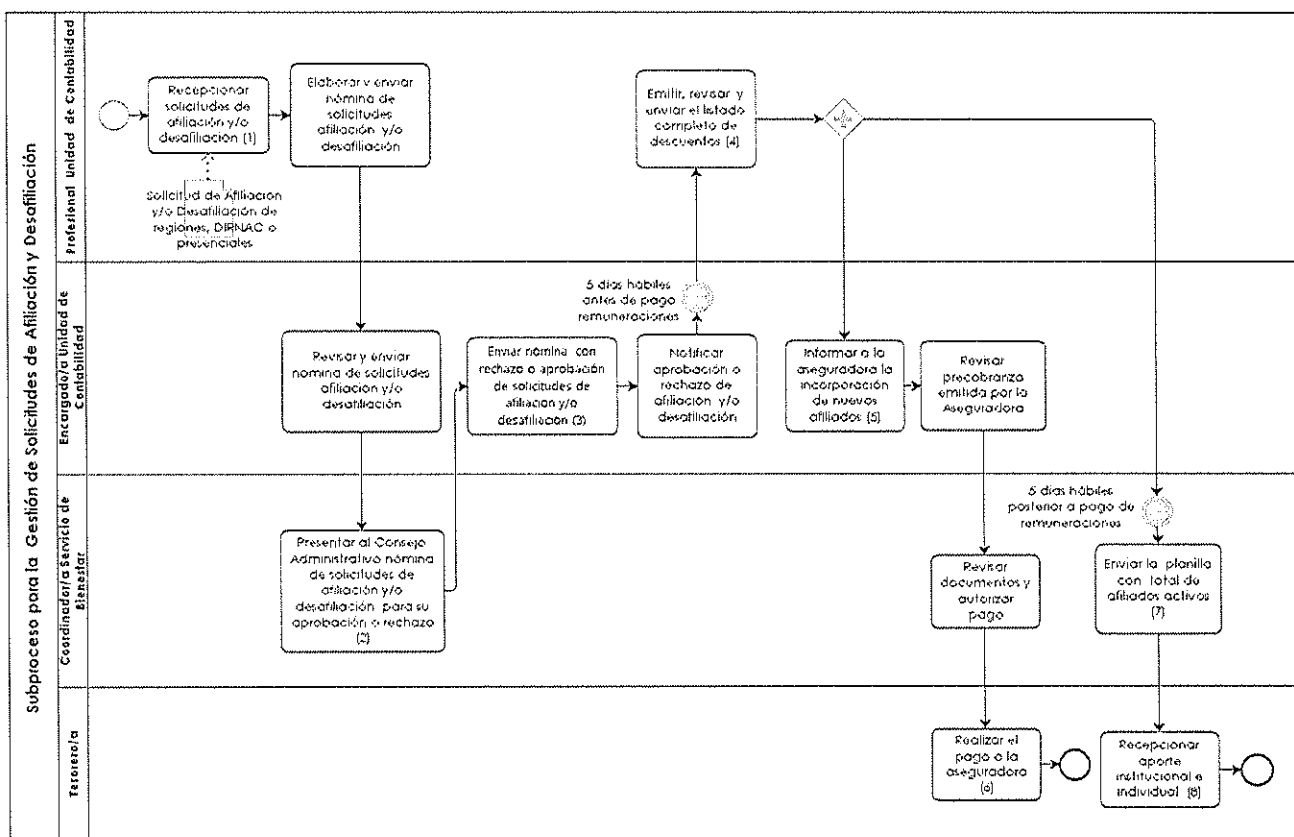 Subproceso para la Gestión de Solicitudes de Afiliación y Desafiliación
Profesional Unidad de Contabilidad
Recepcionar
solicitudes de
afiliación y/o
desafiliación (1)
Elaborar y enviar
nómina de
solicitudes
afiliación y/o
desafiliación
Solicitud de Afiliación
y/o Desafiliación de
regiones, DIRNAC o
presenciales
Emitir, revisar y
enviar el listado
completo de
descuentos (4)
Encargado/a Unidad de
Contabilidad
Revisar y enviar
nómina de solicitudes
afiliación y/o
desafiliación
Enviar nómina con
rechazo o aprobación
de solicitudes de
afiliación y/o
desafiliación (3)
5 días hábiles
antes de pago
remuneraciones
Notificar
aprobación o
rechazo de
afiliación y/o
desafiliación
Informar a la
aseguradora la
incorporación
de nuevos
afiliados (5)
Revisar
precobranza
emitida por la
Aseguradora
Coordinador/a Servicio de
Bienestar
Presentar al Consejo
Administrativo nómina
de solicitudes de
afiliación y/o
desafiliación para su
aprobación o rechazo
(2)
Revisar
documentos y
autorizar
pago
5 días hábiles
posterior a pago de
remuneraciones
Enviar la planilla
con total de
afiliados activos
(7)
Tesorero/a
Realizar el
pago a la
aseguradora
(6)
Recepcionar
aporte
institucional e
individual (8)